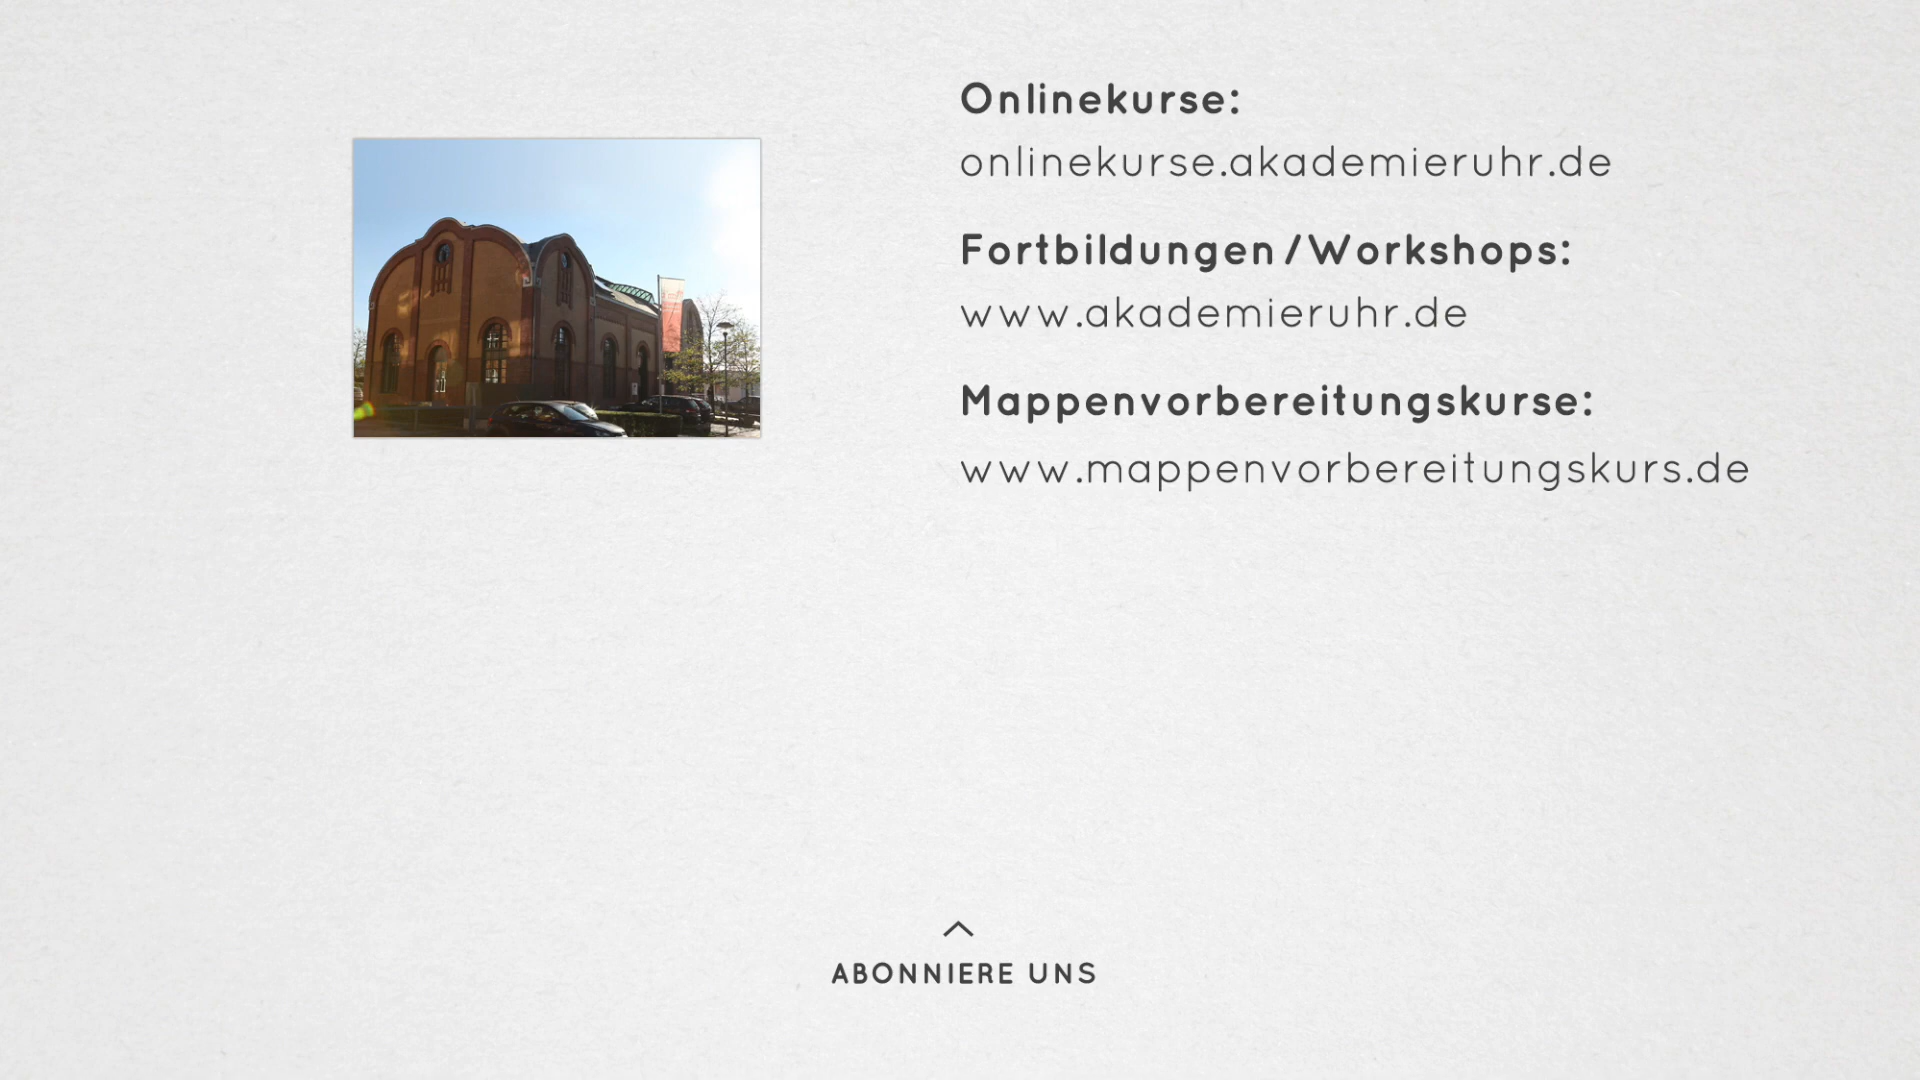 Onlinekurse:
onlinekurse.akademieruhr.de
Fortbildungen/Workshops:
www.akademieruhr.de
Mappenvorbereitungskurse:
www.mappenvorbereitungskurs.de
ABONNIERE UNS